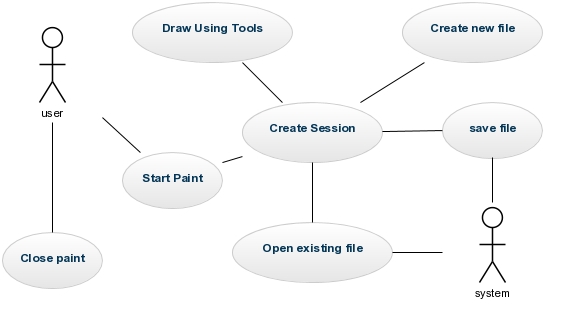 Draw Using Tools
Create new file
user
Create Session
save file
Start Paint
Open existing file
Close paint
system